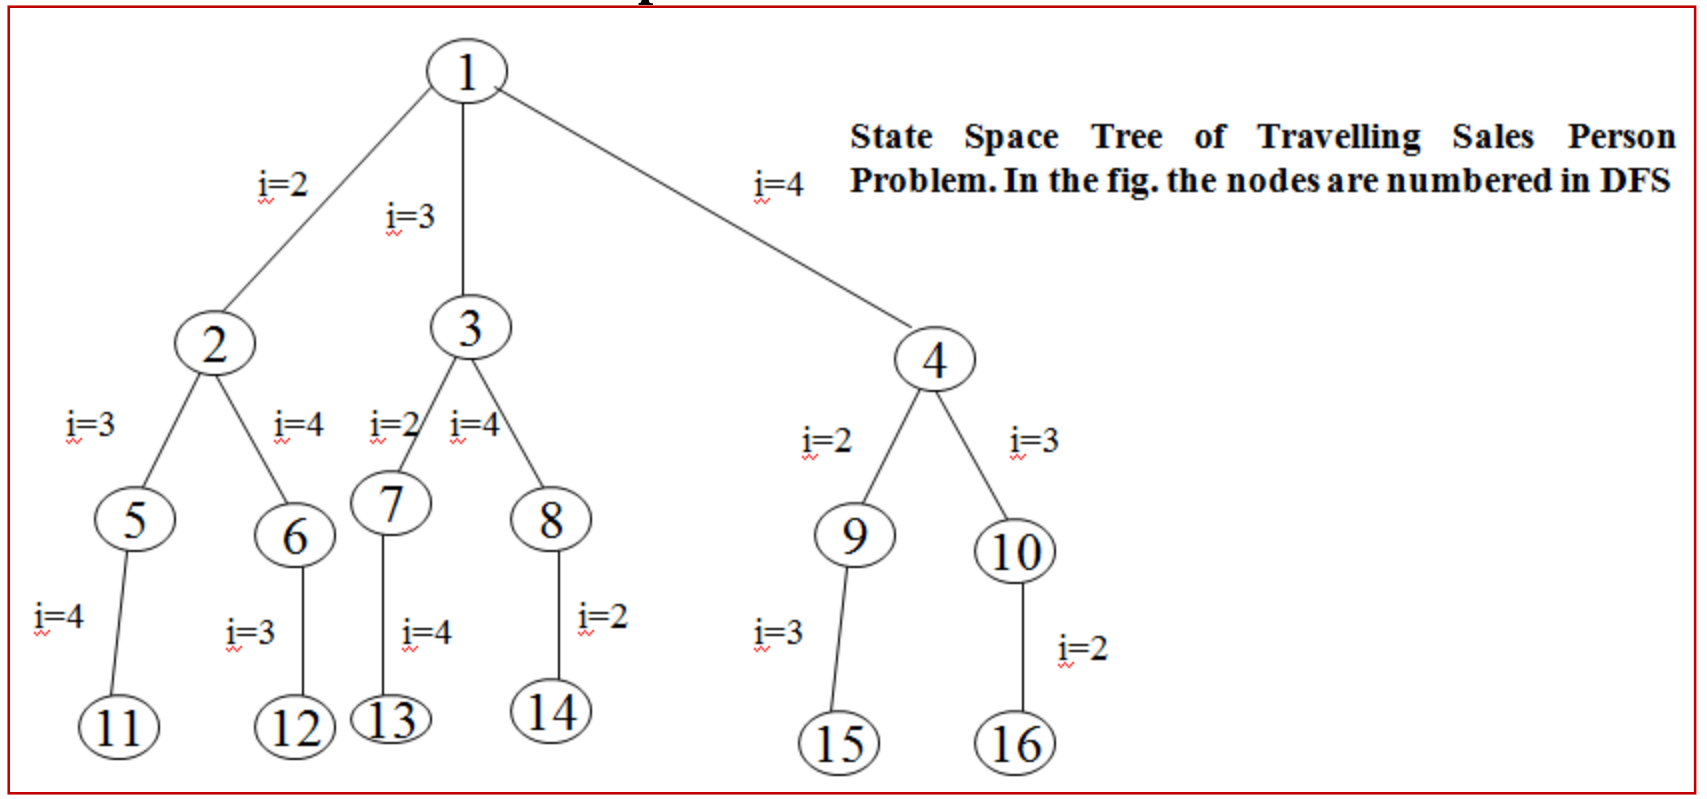 1
State Space Tree of Travelling Sales Person
i=2
i=4
Problem. In the fig. the nodes are numbered in DFS
i=3
2
3
4
i=3
i=4
i=2
i=4
i=2
i=3
5
6
7
8
9
10
i=4
i=3
i=4
i=2
i=3
i=2
11
12
13
14
15
16